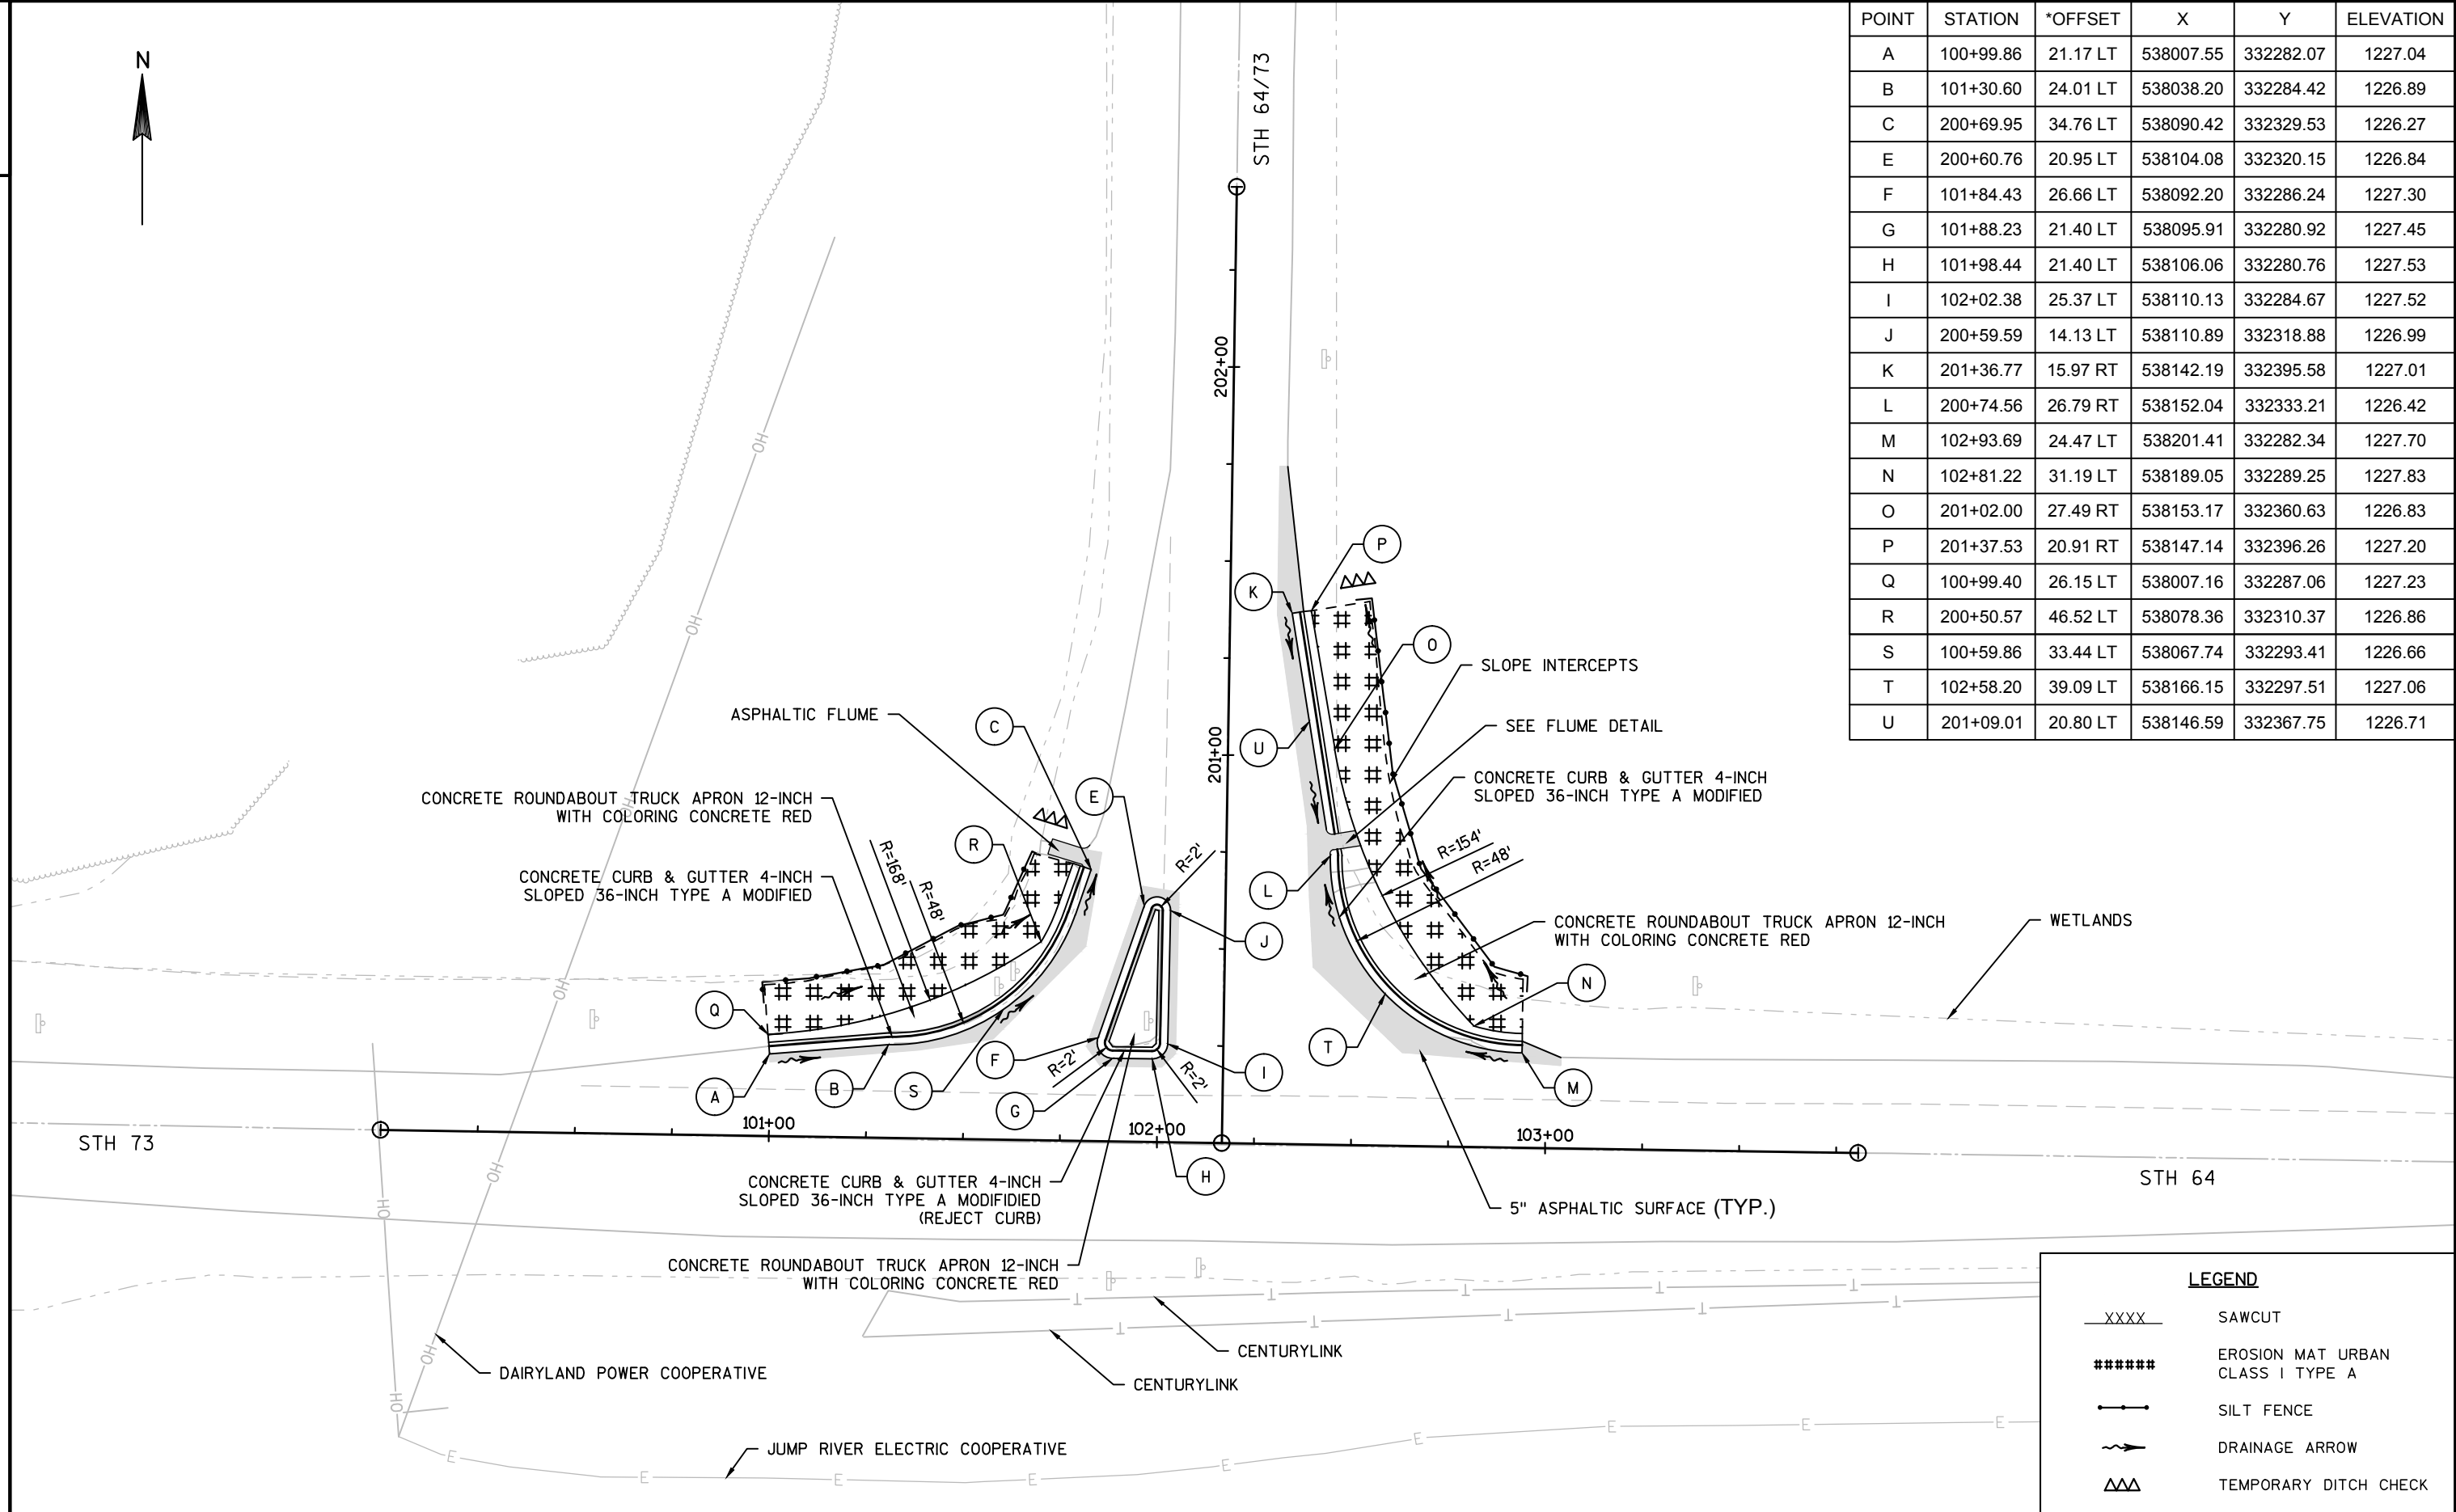 N
STH 64/73
POINT STATION *OFFSET X Y ELEVATION
A 100+99.86 21.17 LT 538007.55 332282.07 1227.04
B 101+30.60 24.01 LT 538038.20 332284.42 1226.89
C 200+69.95 34.76 LT 538090.42 332329.53 1226.27
E 200+60.76 20.95 LT 538104.08 332320.15 1226.84
F 101+84.43 26.66 LT 538092.20 332286.24 1227.30
G 101+88.23 21.40 LT 538095.91 332280.92 1227.45
H 101+98.44 21.40 LT 538106.06 332280.76 1227.53
I 102+02.38 25.37 LT 538110.13 332284.67 1227.52
J 200+59.59 14.13 LT 538110.89 332318.88 1226.99
K 201+36.77 15.97 RT 538142.19 332395.58 1227.01
L 200+74.56 26.79 RT 538152.04 332333.21 1226.42
M 102+93.69 24.47 LT 538201.41 332282.34 1227.70
N 102+81.22 31.19 LT 538189.05 332289.25 1227.83
O 201+02.00 27.49 RT 538153.17 332360.63 1226.83
P 201+37.53 20.91 RT 538147.14 332396.26 1227.20
Q 100+99.40 26.15 LT 538007.16 332287.06 1227.23
R 200+50.57 46.52 LT 538078.36 332310.37 1226.86
S 100+59.86 33.44 LT 538067.74 332293.41 1226.66
T 102+58.20 39.09 LT 538166.15 332297.51 1227.06
U 201+09.01 20.80 LT 538146.59 332367.75 1226.71
202+00
OH
P
K
O
SLOPE INTERCEPTS
OH
ASPHALTIC FLUME
C
U
201+00
SEE FLUME DETAIL
CONCRETE CURB & GUTTER 4-INCH
SLOPED 36-INCH TYPE A MODIFIED
CONCRETE ROUNDABOUT TRUCK APRON 12-INCH
WITH COLORING CONCRETE RED
OH
E
R
R=168'
R=48'
R=2'
R=154'
R=48'
CONCRETE CURB & GUTTER 4-INCH
SLOPED 36-INCH TYPE A MODIFIED
L
J
CONCRETE ROUNDABOUT TRUCK APRON 12-INCH
WITH COLORING CONCRETE RED
WETLANDS
OH
Q
N
T
F
R=2'
R=2'
I
A
B
S
G
M
101+00
102+00
103+00
STH 73
STH 64
OH
OH
H
CONCRETE CURB & GUTTER 4-INCH
SLOPED 36-INCH TYPE A MODIFIDIED
(REJECT CURB)
5" ASPHALTIC SURFACE (TYP.)
CONCRETE ROUNDABOUT TRUCK APRON 12-INCH
WITH COLORING CONCRETE RED
T T T T T
T T T T T
OH
OH
CENTURYLINK
DAIRYLAND POWER COOPERATIVE
CENTURYLINK
JUMP RIVER ELECTRIC COOPERATIVE
E E E E E E E E
LEGEND
XXXX SAWCUT
EROSION MAT URBAN
CLASS I TYPE A
SILT FENCE
DRAINAGE ARROW
TEMPORARY DITCH CHECK